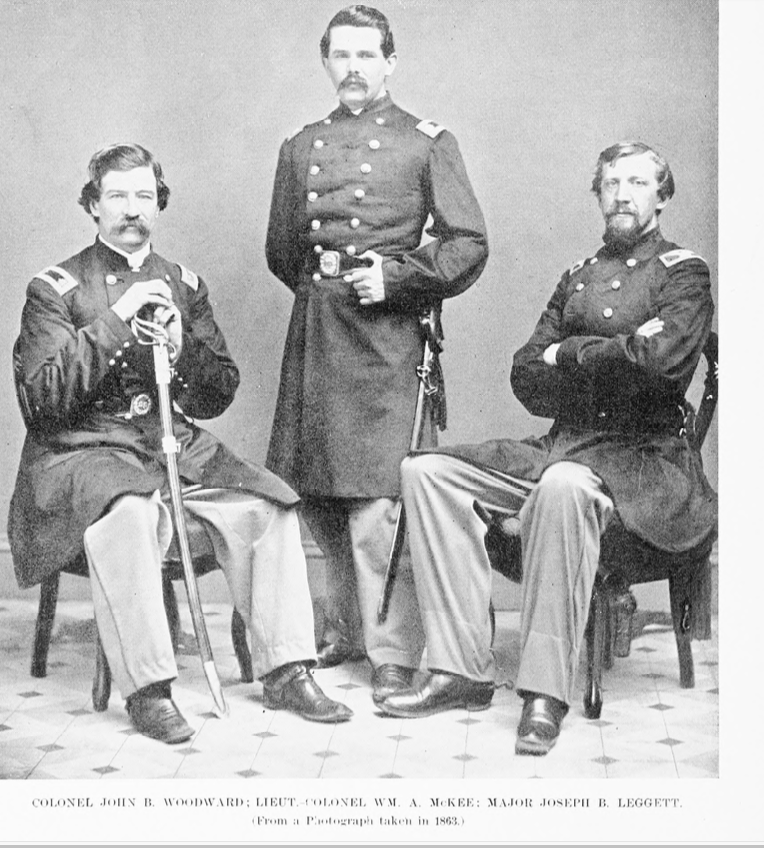 COLONEL JOHN B. WOODWARD; LIEUT.-COLONEL WM. A. McKEE; MAJOR JOSEPH B. LEGGETT.
(From a Photograph taken in 1863.)